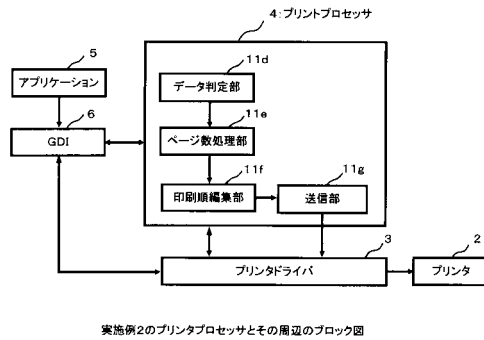 4:プリントプロセッサ
5
アプリケーション
11d
データ判定部
6
GDI
11e
ページ数処理部
11f
印刷順編集部
11g
送信部
3
プリンタドライバ
2
プリンタ
実施例2のプリンタプロセッサとその周辺のブロック図